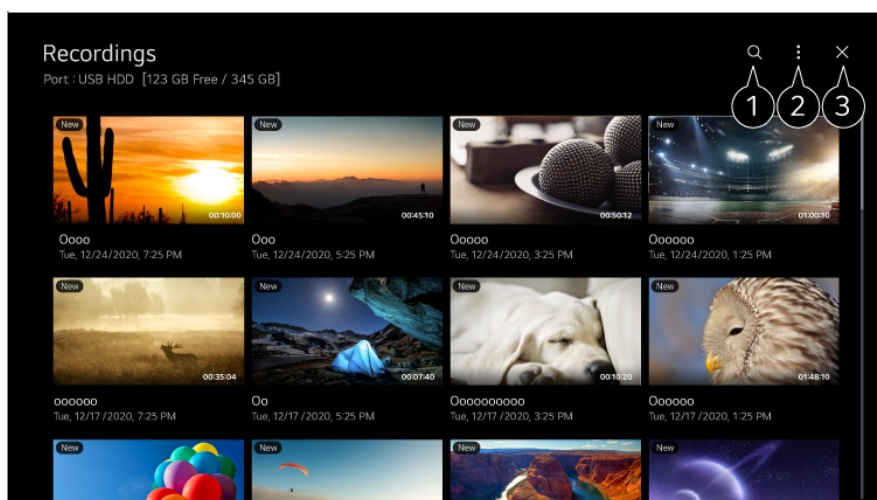 Recordings
Port : USB HDD [123 GB Free / 345 GB]
1 2 3
New New New New
00:10:00 00:45:10 00:50:12 01:00:10
Oooo Ooo Ooooo Oooooo
Tue, 12/24/2020, 7:25 PM Tue, 12/24/2020, 5:25 PM Tue, 12/24/2020, 3:25 PM Tue, 12/24/2020, 1:25 PM
New New New New
00:35:04 00:07:40 00:10:20 01:48:10
oooooo Oo Oooooooooo Oooooo
Tue, 12/17/2020, 7:25 PM Tue, 12/17/2020, 5:25 PM Tue, 12/17/2020, 3:25 PM Tue, 12/17/2020, 1:25 PM
New New New New